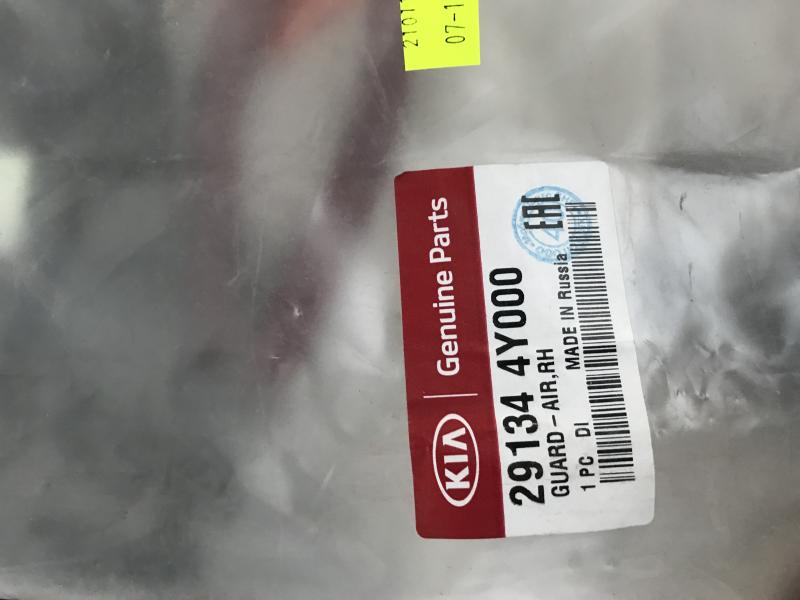 KIA Genuine Parts
29134 4Y000
EAC
GUARD-AIR,RH
1 PC DI MADE IN Russia
07-1